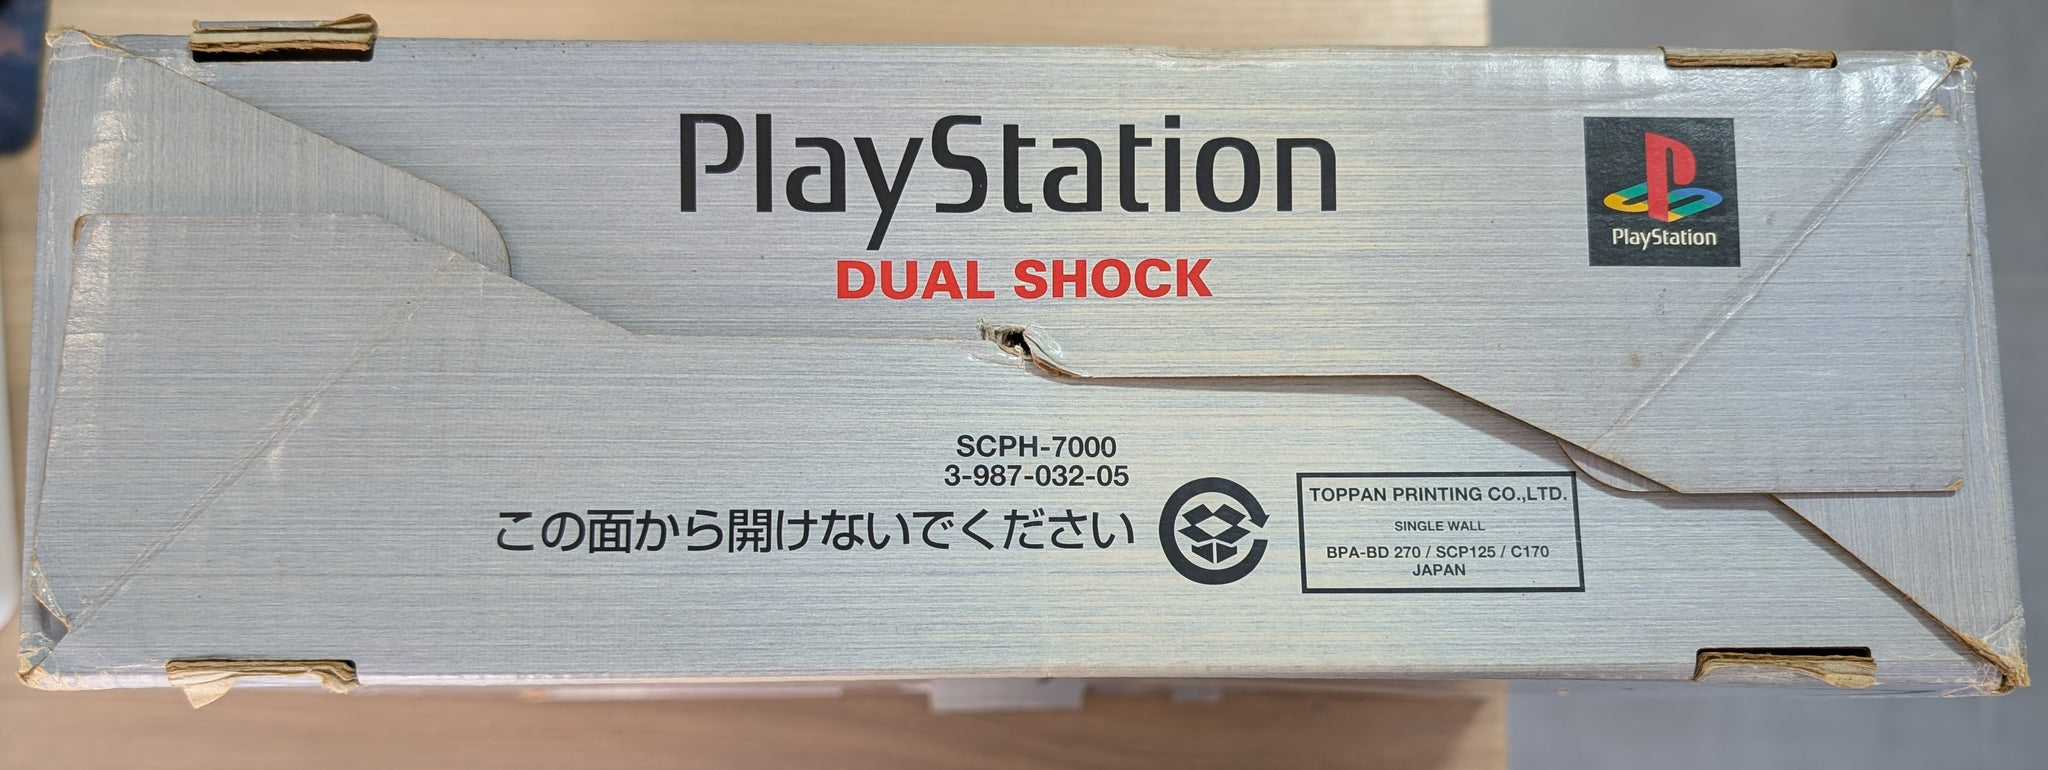 PlayStation
PlayStation
DUAL SHOCK
SCPH-7000
3-987-032-05
この面から開けないでください
TOPPAN PRINTING CO.,LTD.
SINGLE WALL
BPA-BD 270 / SCP125 / C170
JAPAN